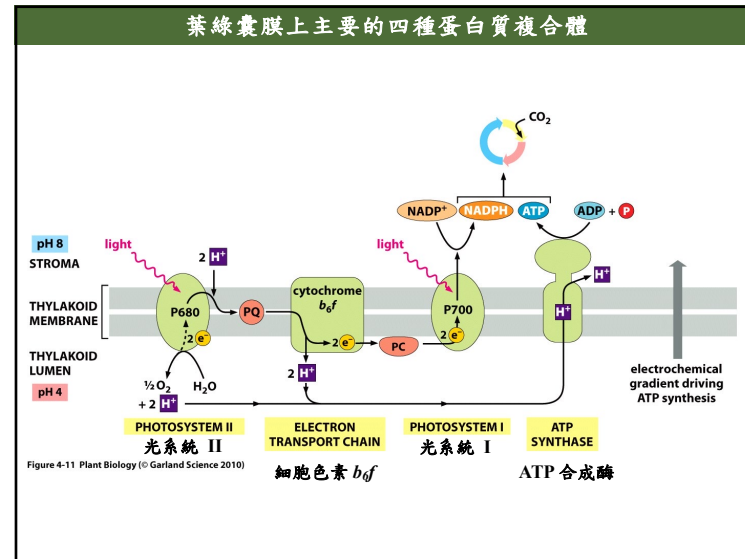 葉綠囊膜上主要的四種蛋白質複合體
CO2
NADP+ NADPH ATP ADP + P
pH 8
STROMA
light
2 H+
light
H+
THYLAKOID
MEMBRANE
P680
PQ
cytochrome
b6f
P700
H+
2 e-
2 e-
PC
2 e-
THYLAKOID
LUMEN
pH 4
½ O2
+ 2 H+
H2O
2 H+
electrochemical
gradient driving
ATP synthesis
PHOTOSYSTEM II
光系統 II
ELECTRON
TRANSPORT CHAIN
細胞色素 b6f
PHOTOSYSTEM I
光系統 I
ATP
SYNTHASE
ATP 合成酶
Figure 4-11 Plant Biology (© Garland Science 2010)